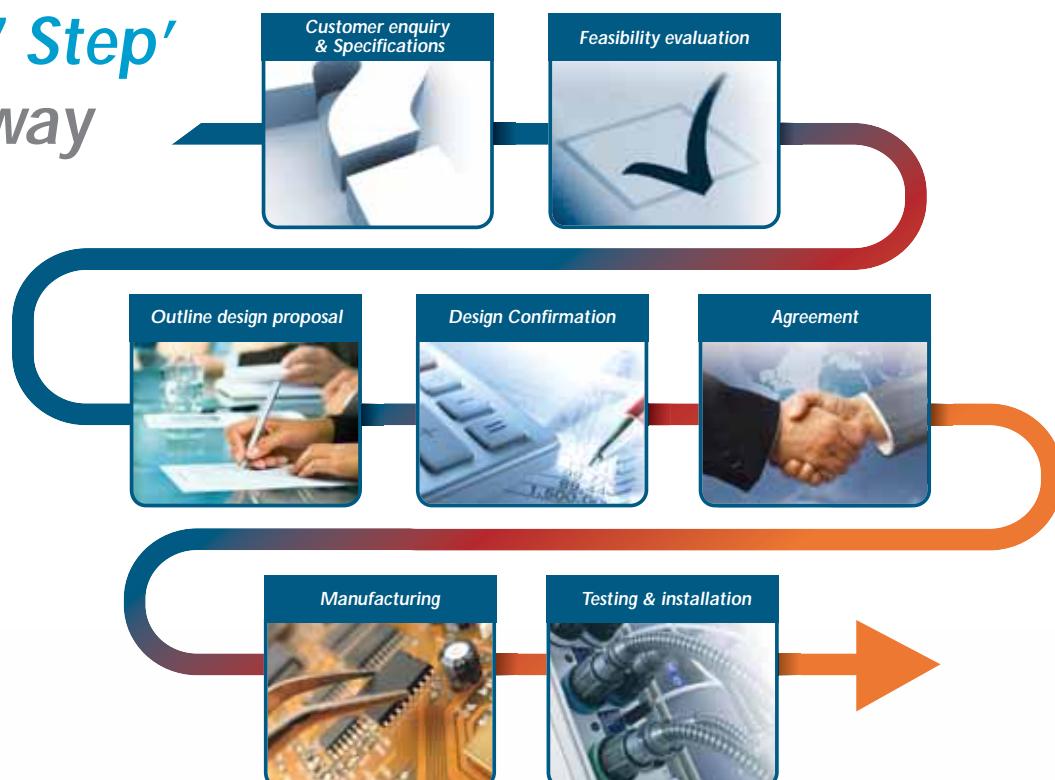 ' Step'
way
Customer enquiry
& Specifications
Feasibility evaluation
Outline design proposal
Design Confirmation
Agreement
Manufacturing
Testing & installation